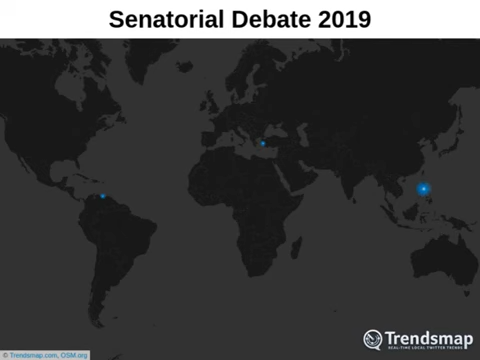 Senatorial Debate 2019
Trendsmap
REAL-TIME LOCAL TWITTER TRENDS
© Trendsmap.com, OSM.org